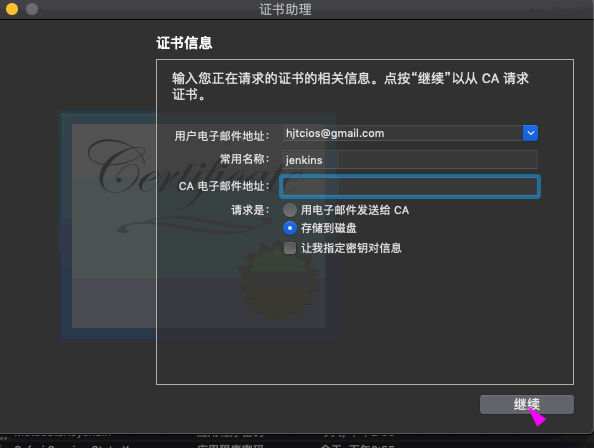 证书助理
证书信息
输入您正在请求的证书的相关信息。点按“继续”以从 CA 请求
证书。
用户电子邮件地址： hjtcios@gmail.com
常用名称： jenkins
CA 电子邮件地址：
请求是： 用电子邮件发送给 CA
存储到磁盘
让我指定密钥对信息
Certificate
继续